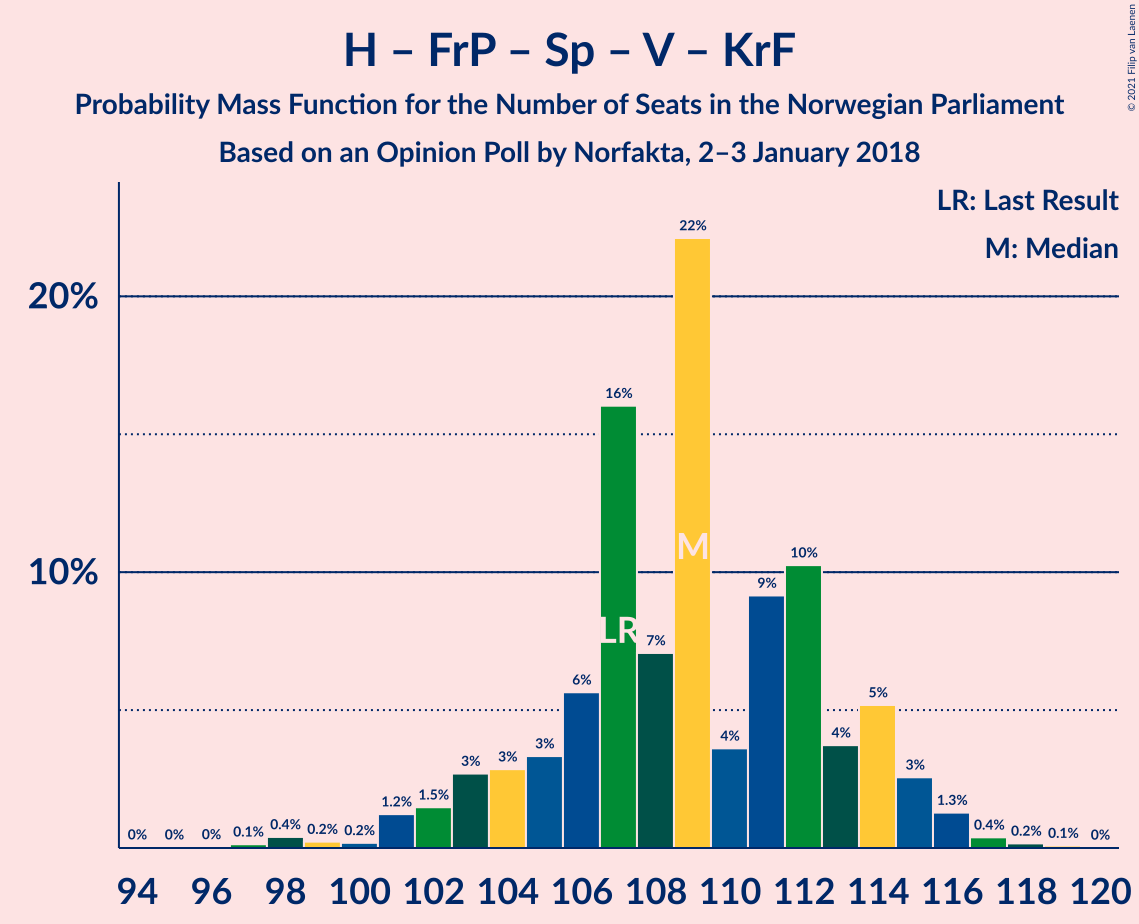 H – FrP – Sp – V – KrF
Probability Mass Function for the Number of Seats in the Norwegian Parliament
Based on an Opinion Poll by Norfakta, 2–3 January 2018
© 2021 Filip van Laenen
LR: Last Result
M: Median
20%
10%
0% 0% 0% 0.1% 0.4% 0.2% 0.2% 1.2% 1.5% 3% 3% 3% 6% 16% 7% 22% 4% 9% 10% 4% 5% 3% 1.3% 0.4% 0.2% 0.1% 0%
LR
M
94 96 98 100 102 104 106 108 110 112 114 116 118 120